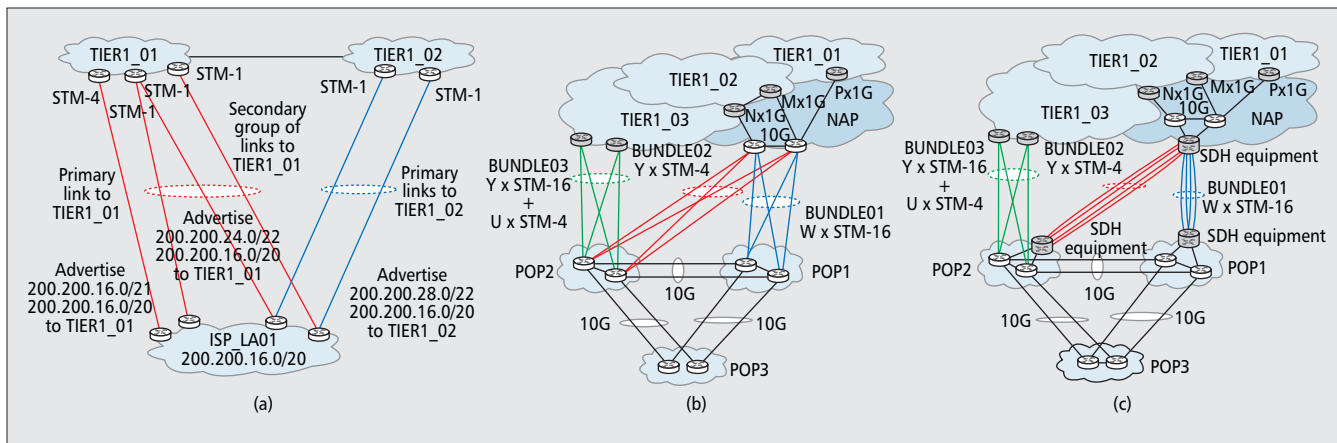 TIER1_01
TIER1_02
STM-4
STM-1
STM-1
STM-1
STM-1
STM-1
Secondary
group of
links to
TIER1_01
Primary
link to
TIER1_01
Primary
links to
TIER1_02
Advertise
200.200.24.0/22
200.200.16.0/20
to TIER1_01
Advertise
200.200.16.0/21
200.200.16.0/20
to TIER1_01
Advertise
200.200.28.0/22
200.200.16.0/20
to TIER1_02
ISP_LA01
200.200.16.0/20
(a)
TIER1_01
TIER1_02
TIER1_03
Nx1G
Mx1G
Px1G
10G
NAP
BUNDLE03
Y x STM-16
+
U x STM-4
BUNDLE02
Y x STM-4
BUNDLE01
W x STM-16
POP2
POP1
10G
10G
10G
POP3
(b)
TIER1_01
TIER1_02
TIER1_03
Nx1G
Mx1G
Px1G
10G
NAP
SDH equipment
BUNDLE03
Y x STM-16
+
U x STM-4
BUNDLE02
Y x STM-4
BUNDLE01
W x STM-16
SDH
equipment
SDH equipment
POP2
POP1
10G
10G
10G
POP3
(c)